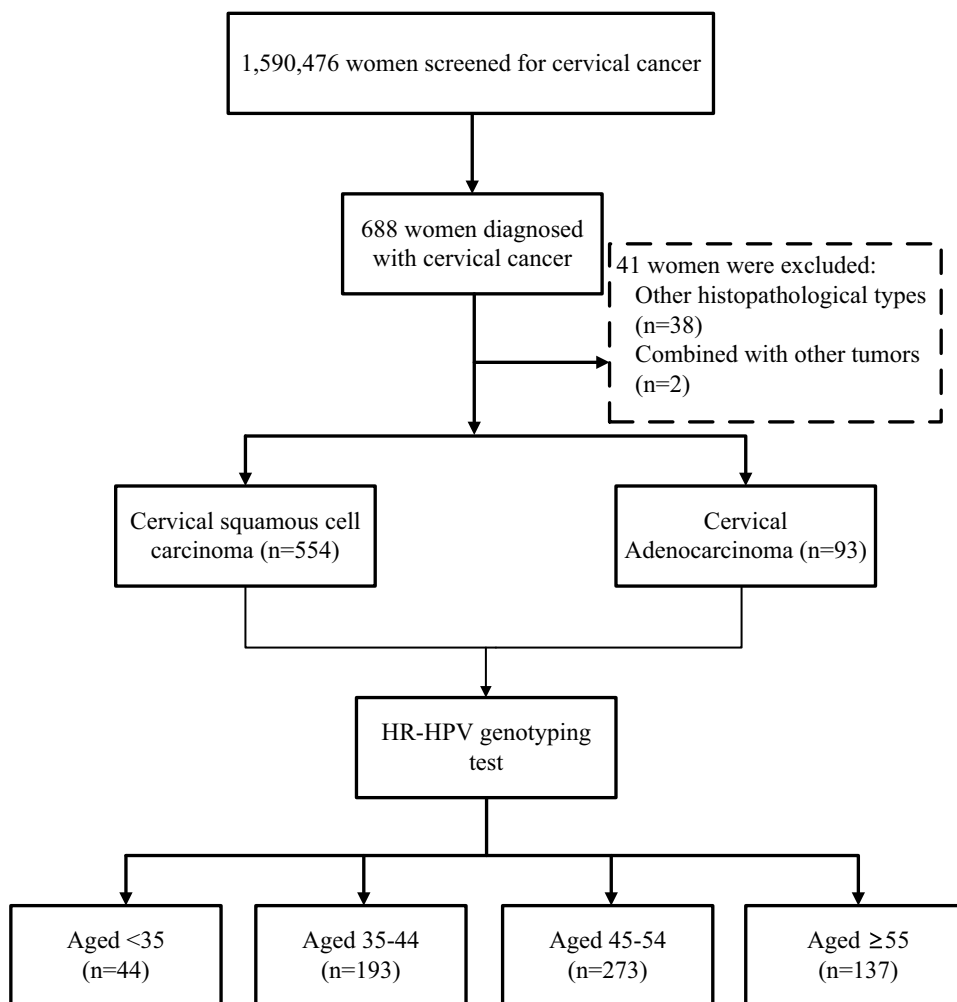 1,590,476 women screened for cervical cancer
688 women diagnosed
with cervical cancer
41 women were excluded:
Other histopathological types
(n=38)
Combined with other tumors
(n=2)
Cervical squamous cell
carcinoma (n=554)
Cervical
Adenocarcinoma (n=93)
HR-HPV genotyping
test
Aged <35
(n=44)
Aged 35-44
(n=193)
Aged 45-54
(n=273)
Aged ≥55
(n=137)